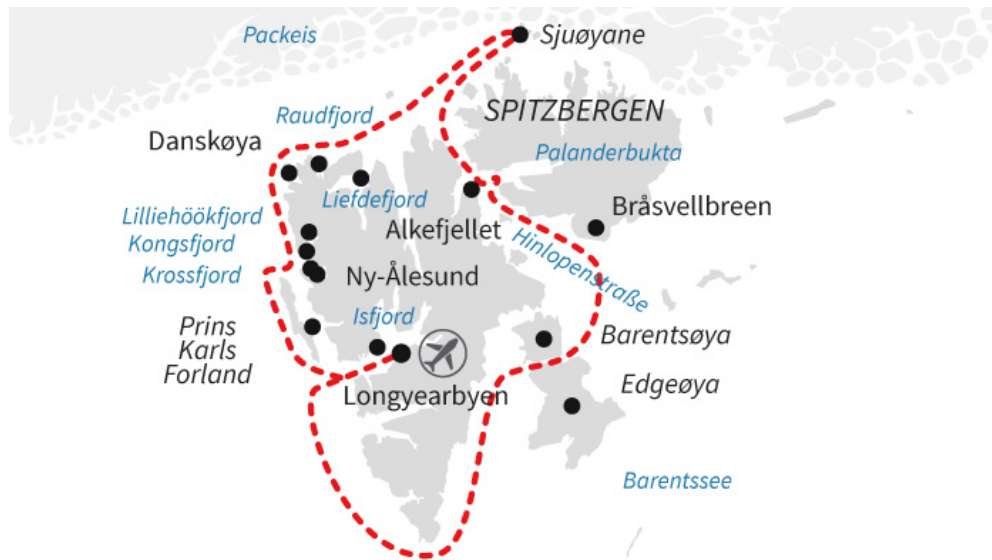 Packeis
Sjuøyane
Raudfjord
SPITZBERGEN
Danskøya
Palanderbukta
Liefdefjord
Lilliehöökfjord
Bråsvellbreen
Alkefjellet
Kongsfjord
Hinlopenstraße
Krossfjord
Ny-Ålesund
Isfjord
Prins
Karls
Forland
Barentsøya
Longyearbyen
Edgeøya
Barentssee